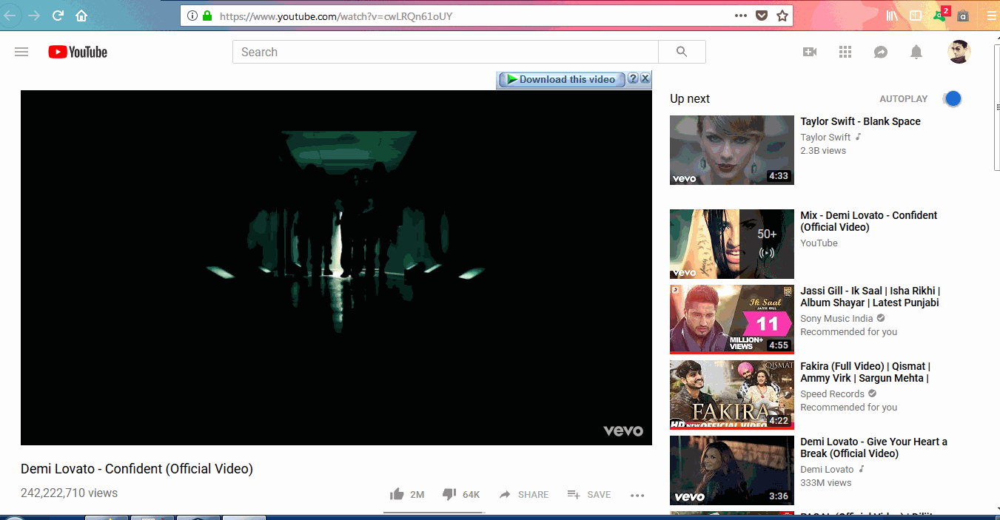 https://www.youtube.com/watch?v=cwLRQn61oUY
2
YouTube
Search
Download this video ?
vevo
Demi Lovato - Confident (Official Video)
242,222,710 views
2M
64K
SHARE
SAVE
Up next
AUTOPLAY
vevo
4:33
Taylor Swift - Blank Space
Taylor Swift
2.3B views
50+
vevo
Mix - Demi Lovato - Confident
(Official Video)
YouTube
Ik Saal
JASSI GILL
11
MILLION+
VIEWS
4:55
Jassi Gill - Ik Saal | Isha Rikhi |
Album Shayar | Latest Punjabi
Sony Music India
Recommended for you
QISMAT
FAKIRA
HD NEW OFFICIAL VIDEO
4:22
Fakira (Full Video) | Qismat |
Ammy Virk | Sargun Mehta |
Speed Records
Recommended for you
vevo
3:36
Demi Lovato - Give Your Heart a
Break (Official Video)
Demi Lovato
333M views